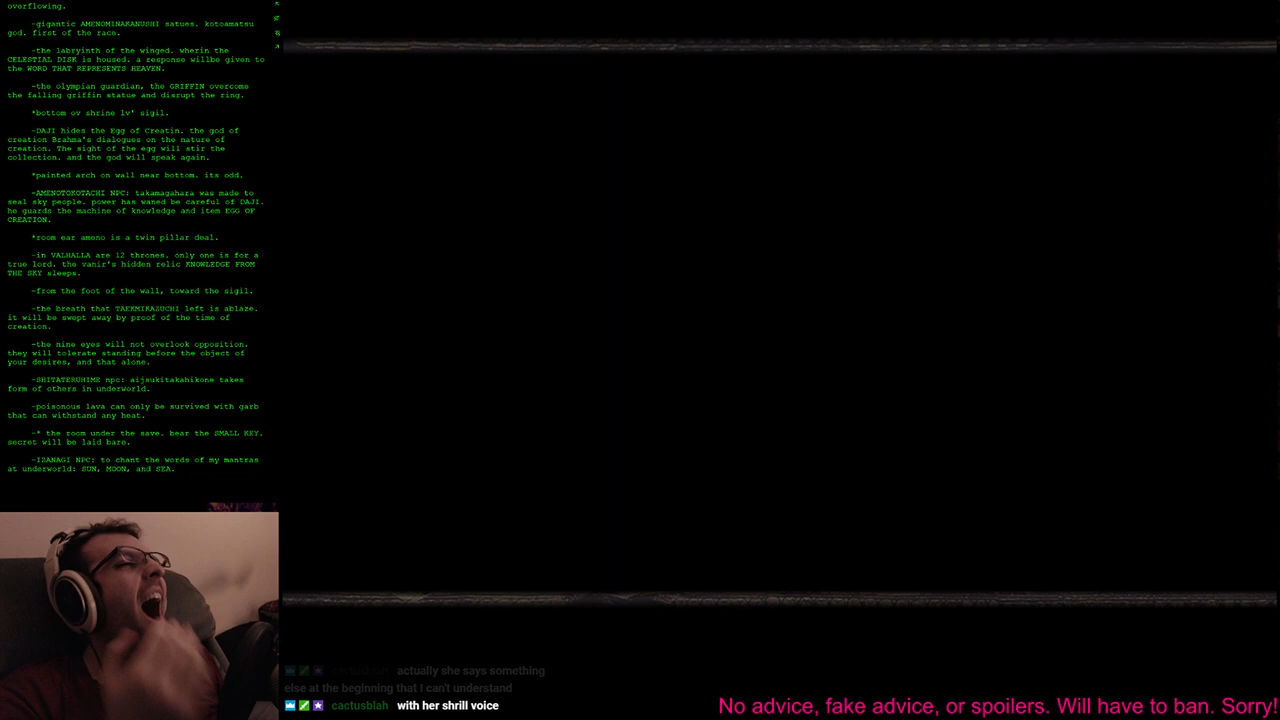 overflowing.
-gigantic AMENOMINAKANUSHI satues. kotoamatsu
god. first of the race.
-the labryinth of the winged. wherin the
CELESTIAL DISK is housed. a response willbe given to
the WORD THAT REPRESENTS HEAVEN.
-the olympian guardian, the GRIFFIN overcome
the falling griffin statue and disrupt the ring.
*bottom ov shrine lv' sigil.
-DAJI hides the Egg of Creatin. the god of
creation Brahma's dialogues on the nature of
creation. The sight of the egg will stir the
collection. and the god will speak again.
*painted arch on wall near bottom. its odd.
-AMENOTOKOTACHI NPC: takamagahara was made to
seal sky people. power has waned be careful of DAJI.
he guards the machine of knowledge and item EGG OF
CREATION.
*room ear ameno is a twin pillar deal.
-in VALHALLA are 12 thrones. only one is for a
true lord. the vanir's hidden relic KNOWLEDGE FROM
THE SKY sleeps.
-from the foot of the wall, toward the sigil.
-the breath that TAEKMIKAZUCHI left is ablaze.
it will be swept away by proof of the time of
creation.
-the nine eyes will not overlook opposition.
they will tolerate standing before the object of
your desires, and that alone.
-SHITATERUHIME npc: aijsukitakahikone takes
form of others in underworld.
-poisonous lava can only be survived with garb
that can withstand any heat.
-* the room under the save. bear the SMALL KEY.
secret will be laid bare.
-IZANAGI NPC: to chant the words of my mantras
at underworld: SUN, MOON, and SEA.
cactusblah actually she says something
else at the beginning that I can't understand
cactusblah with her shrill voice
No advice, fake advice, or spoilers. Will have to ban. Sorry!